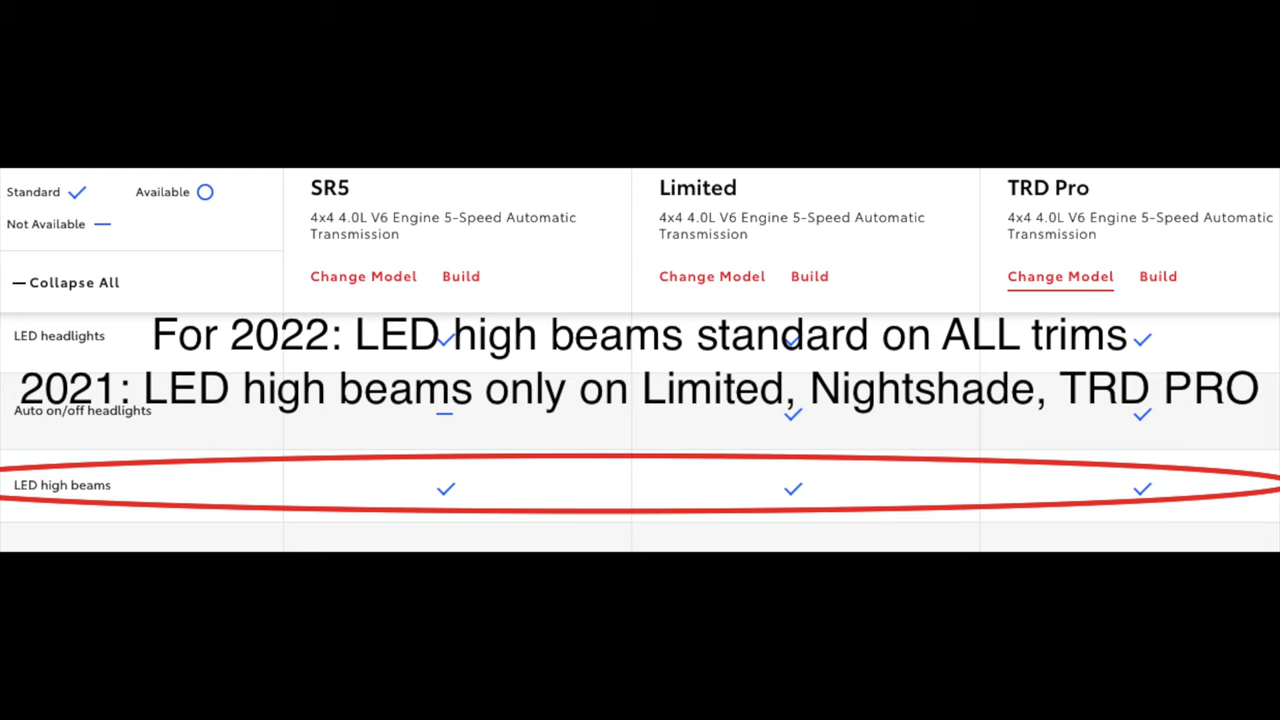 Standard
Available
Not Available
Collapse All
SR5
4x4 4.0L V6 Engine 5-Speed Automatic
Transmission
Change Model Build
Limited
4x4 4.0L V6 Engine 5-Speed Automatic
Transmission
Change Model Build
TRD Pro
4x4 4.0L V6 Engine 5-Speed Automatic
Transmission
Change Model Build
LED headlights
For 2022: LED high beams standard on ALL trims
2021: LED high beams only on Limited, Nightshade, TRD PRO
Auto on/off headlights
LED high beams